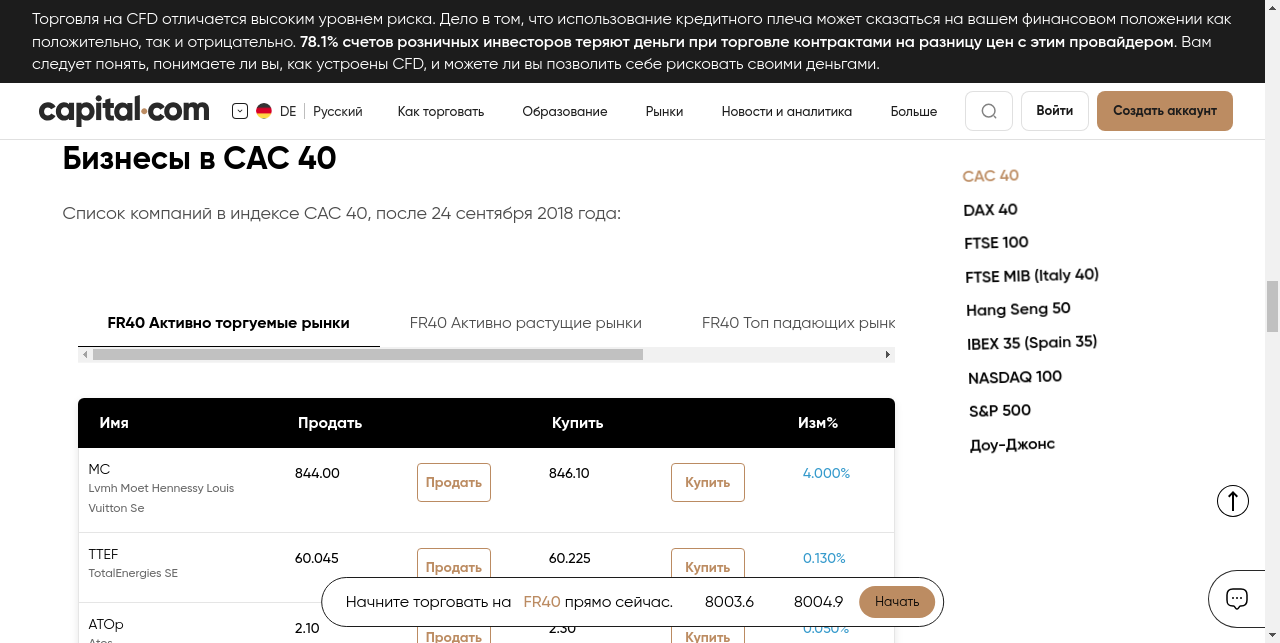 Торговля на CFD отличается высоким уровнем риска. Дело в том, что использование кредитного плеча может сказаться на вашем финансовом положении как
положительно, так и отрицательно. 78.1% счетов розничных инвесторов теряют деньги при торговле контрактами на разницу цен с этим провайдером. Вам
следует понять, понимаете ли вы, как устроены CFD, и можете ли вы позволить себе рисковать своими деньгами.
capital.com DE Русский Как торговать Образование Рынки Новости и аналитика Больше Войти Создать аккаунт
Бизнесы в CAC 40
Список компаний в индексе CAC 40, после 24 сентября 2018 года:
FR40 Активно торгуемые рынки FR40 Активно растущие рынки FR40 Топ падающих рынк
Имя Продать Купить Изм%
MC 844.00 Продать 846.10 Купить 4.000%
Lvmh Moet Hennessy Louis
Vuitton Se
TTEF 60.045 Продать 60.225 Купить 0.130%
TotalEnergies SE
ATOp 2.10 Продать 2.30 Купить 0.050%
Atos
CAC 40
DAX 40
FTSE 100
FTSE MIB (Italy 40)
Hang Seng 50
IBEX 35 (Spain 35)
NASDAQ 100
S&P 500
Доу-Джонс
Начните торговать на FR40 прямо сейчас. 8003.6 8004.9 Начать